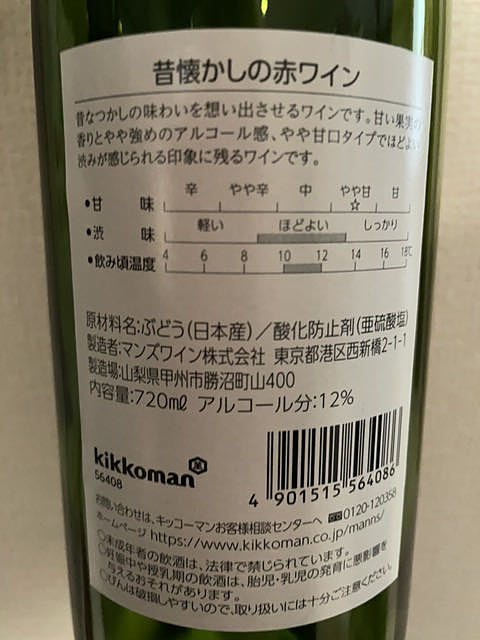 昔懐かしの赤ワイン
昔なつかしの味わいを想い出させるワインです。甘い果実の
香りとやや強めのアルコール感、やや甘口タイプでほどよい
渋みが感じられる印象に残るワインです。
辛 やや辛 中 やや甘 甘
•甘 味 ☆
軽い ほどよい しっかり
•渋 味
•飲み頃温度 4 6 8 10 12 14 16 18℃
原材料名:ぶどう(日本産)/酸化防止剤(亜硫酸塩)
製造者:マンズワイン株式会社 東京都港区西新橋2-1-1
製造場:山梨県甲州市勝沼町山400
内容量:720㎖ アルコール分:12%
kikkoman
56408
4 901515 564086
お問い合わせは、キッコーマンお客様相談センターへ 0120-120358
ホームページ https://www.kikkoman.co.jp/manns/
○未成年者の飲酒は、法律で禁じられています。
○妊娠中や授乳期の飲酒は、胎児・乳児の発育に悪影響を
与えるおそれがあります。
○びんは破損しやすいので、取り扱いには十分ご注意ください。